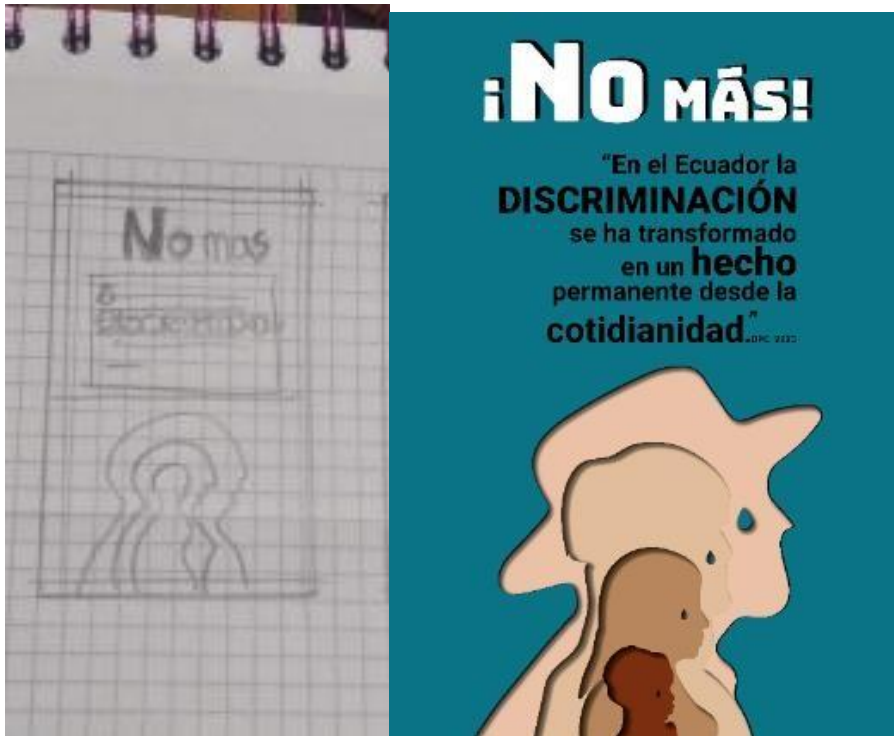 No mas
¡NO MÁS!
"En el Ecuador la
DISCRIMINACIÓN
se ha transformado
en un hecho
permanente desde la
cotidianidad."